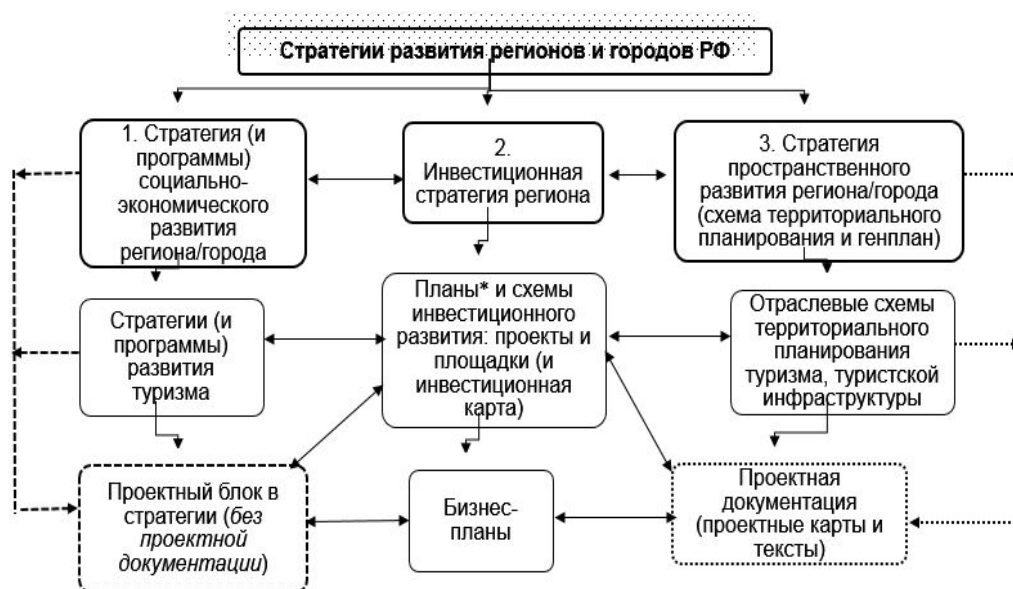 Стратегии развития регионов и городов РФ
1. Стратегия (и
программы)
социально-
экономического
развития
региона/города
2.
Инвестиционная
стратегия региона
3. Стратегия
пространственного
развития региона/города
(схема территориального
планирования и генплан)
Стратегии (и
программы)
развития
туризма
Планы* и схемы
инвестиционного
развития: проекты и
площадки (и
инвестиционная
карта)
Отраслевые схемы
территориального
планирования
туризма, туристской
инфраструктуры
Проектный блок в
стратегии (без
проектной
документации)
Бизнес-
планы
Проектная
документация
(проектные карты и
тексты)